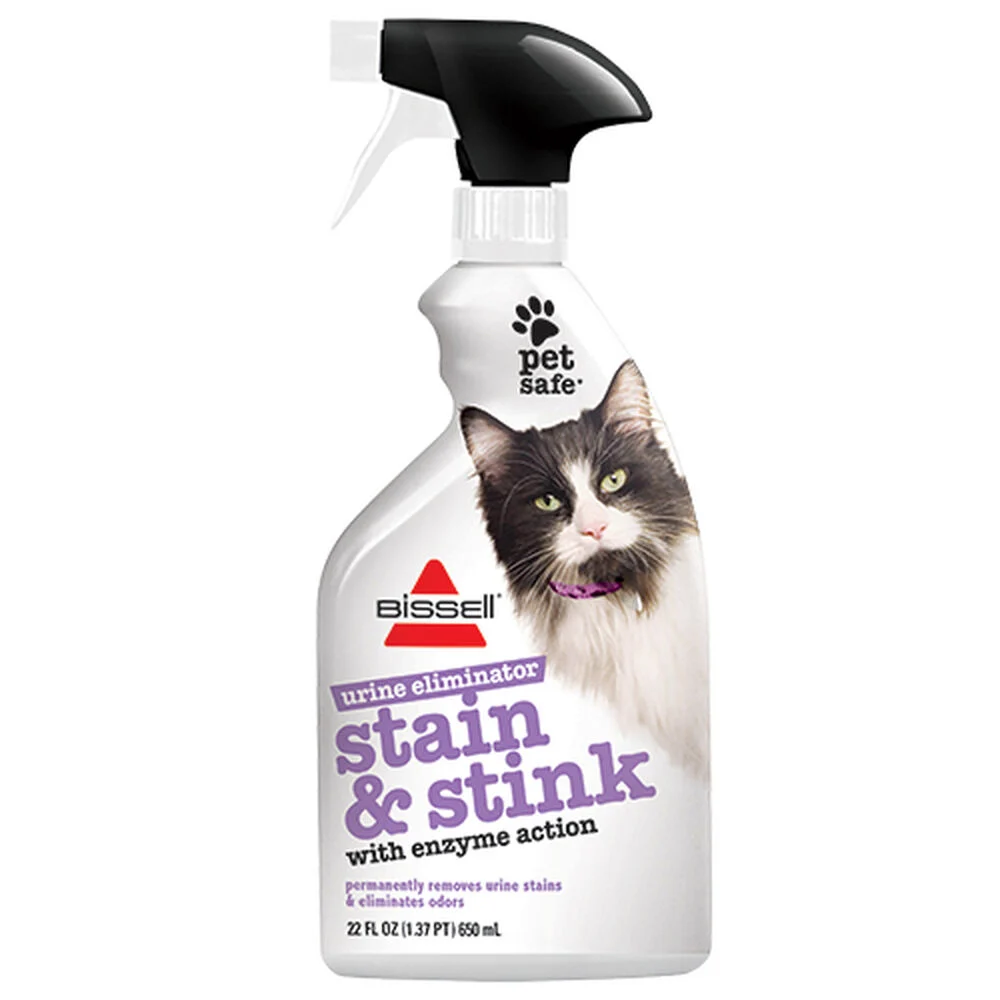 pet
safe*
BISSELL®
urine eliminator
stain
& stink
with enzyme action
permanently removes urine stains
& eliminates odors
22 FL OZ (1.37 PT) 650 mL